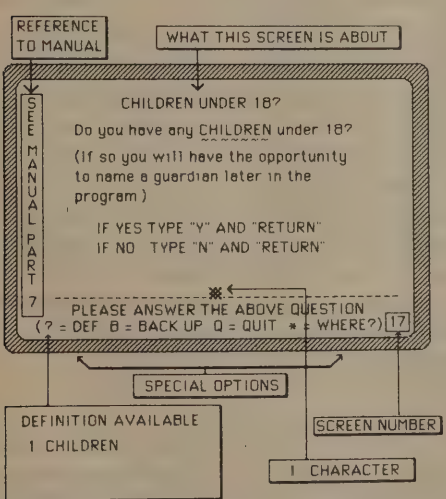 REFERENCE
TO MANUAL
WHAT THIS SCREEN IS ABOUT
SEE MANUAL PART 7
CHILDREN UNDER 18?
Do you have any CHILDREN under 18?
(If so you will have the opportunity
to name a guardian later in the
program)
IF YES TYPE "Y" AND "RETURN"
IF NO TYPE "N" AND "RETURN"
PLEASE ANSWER THE ABOVE QUESTION
(? = DEF B = BACK UP Q = QUIT * = WHERE?) 17
SPECIAL OPTIONS
DEFINITION AVAILABLE
1 CHILDREN
SCREEN NUMBER
1 CHARACTER